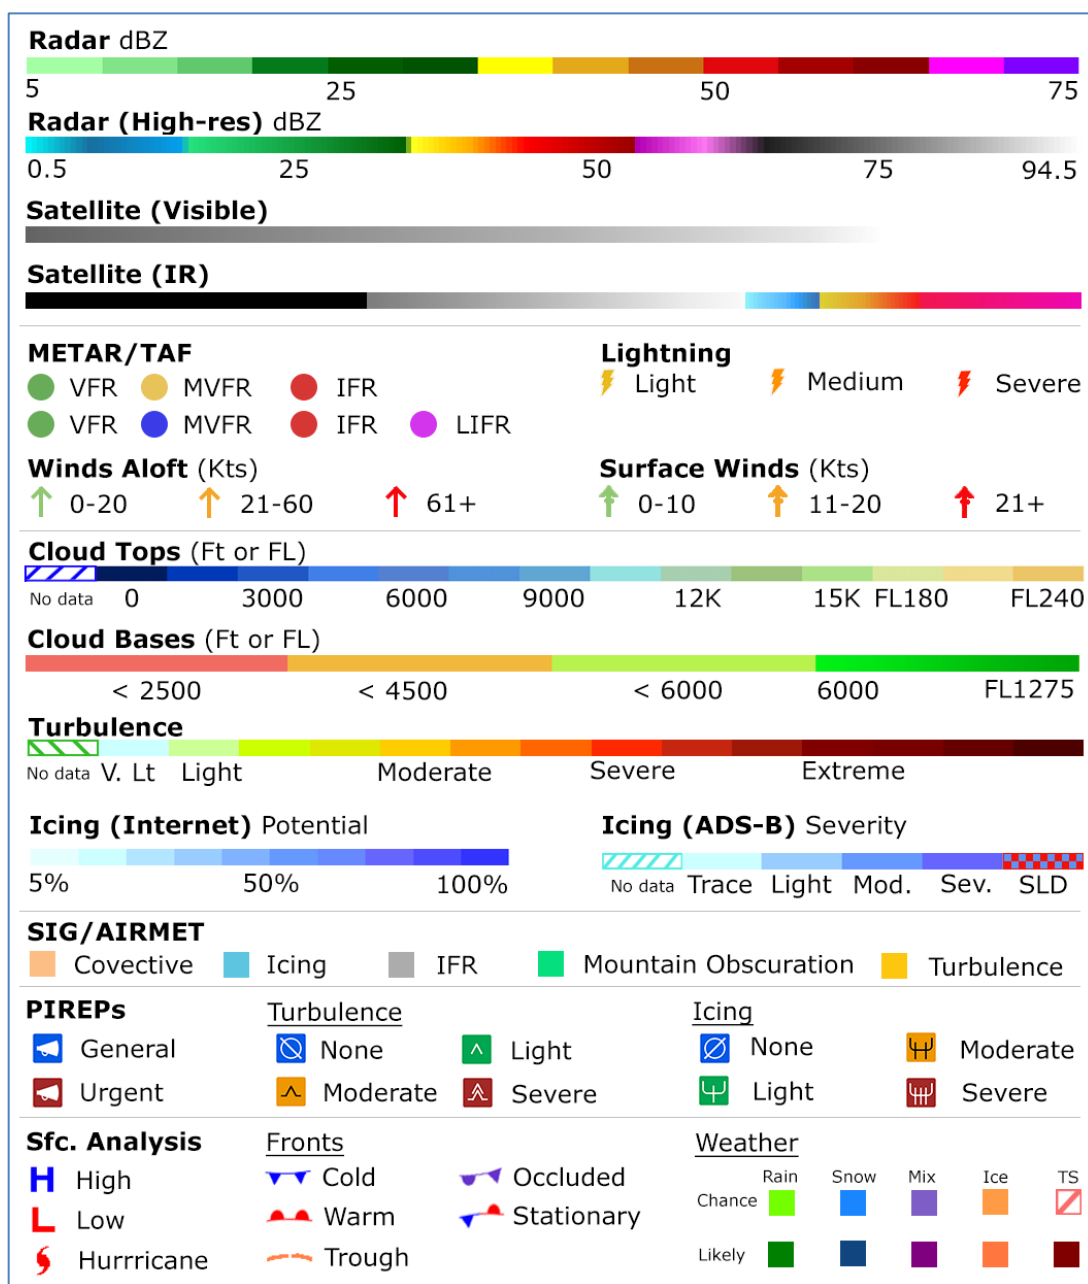 Radar dBZ
5 25 50 75
Radar (High-res) dBZ
0.5 25 50 75 94.5
Satellite (Visible)
Satellite (IR)
METAR/TAF Lightning
VFR MVFR IFR Light Medium Severe
VFR MVFR IFR LIFR
Winds Aloft (Kts) Surface Winds (Kts)
0-20 21-60 61+ 0-10 11-20 21+
Cloud Tops (Ft or FL)
No data 0 3000 6000 9000 12K 15K FL180 FL240
Cloud Bases (Ft or FL)
< 2500 < 4500 < 6000 6000 FL1275
Turbulence
No data V. Lt Light Moderate Severe Extreme
Icing (Internet) Potential Icing (ADS-B) Severity
5% 50% 100% No data Trace Light Mod. Sev. SLD
SIG/AIRMET
Covective Icing IFR Mountain Obscuration Turbulence
PIREPs Turbulence Icing
General None Light None Moderate
Urgent Moderate Severe Light Severe
Sfc. Analysis Fronts Weather
Rain Snow Mix Ice TS
H High Cold Occluded Chance
L Low Warm Stationary
Hurrricane Trough Likely